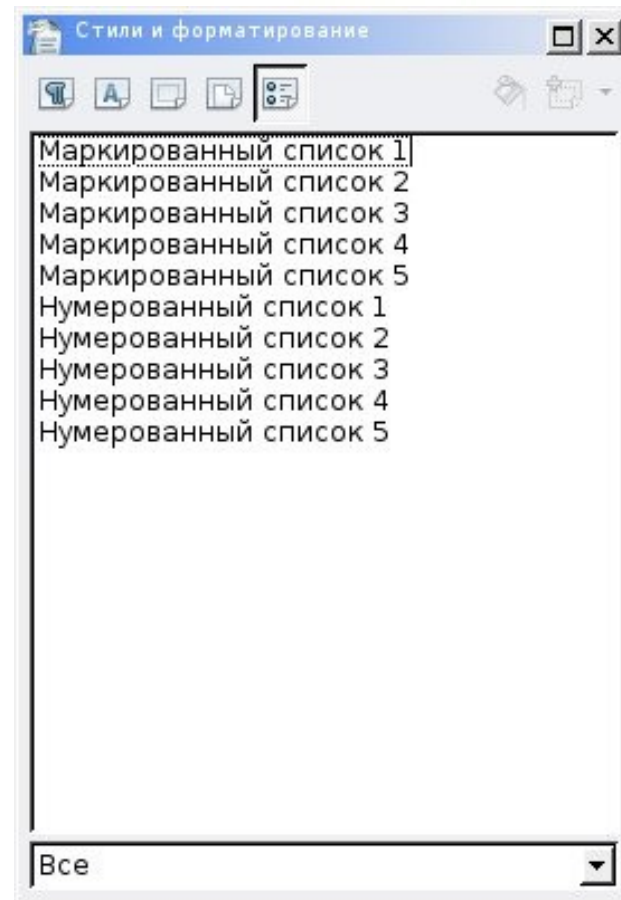 Стили и форматирование
Маркированный список 1
Маркированный список 2
Маркированный список 3
Маркированный список 4
Маркированный список 5
Нумерованный список 1
Нумерованный список 2
Нумерованный список 3
Нумерованный список 4
Нумерованный список 5
Все